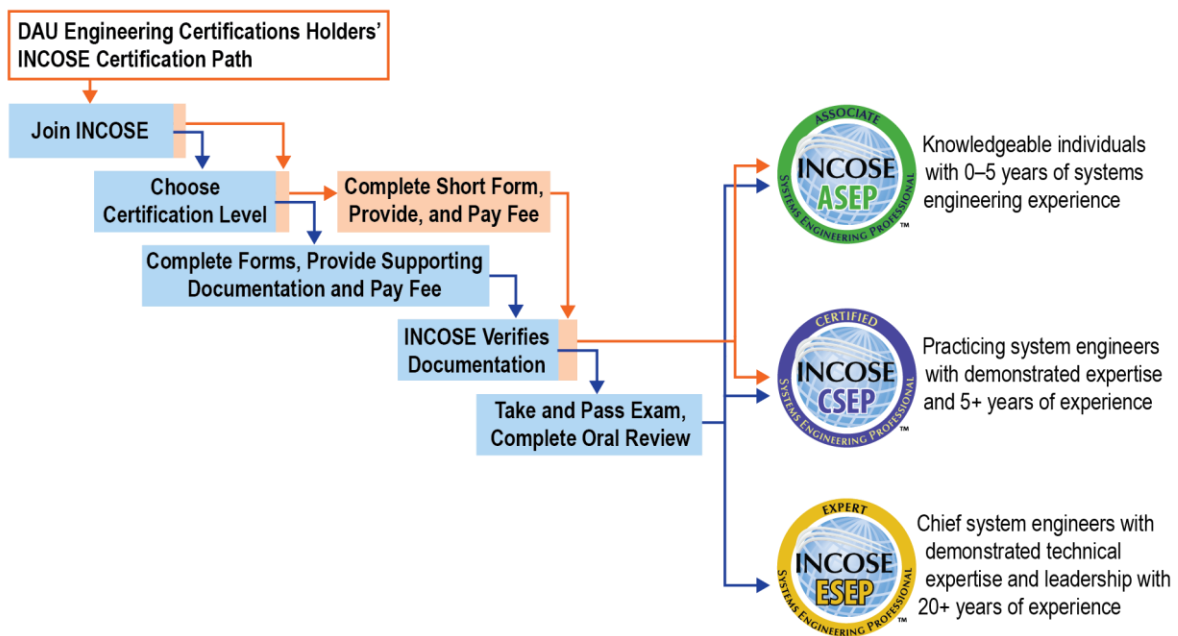 DAU Engineering Certifications Holders'
INCOSE Certification Path
Join INCOSE
Choose
Certification Level
Complete Short Form,
Provide, and Pay Fee
Complete Forms, Provide Supporting
Documentation and Pay Fee
INCOSE Verifies
Documentation
Take and Pass Exam,
Complete Oral Review
ASSOCIATE
INCOSE
ASEP
SYSTEMS ENGINEERING PROFESSIONAL
™
Knowledgeable individuals
with 0–5 years of systems
engineering experience
CERTIFIED
INCOSE
CSEP
SYSTEMS ENGINEERING PROFESSIONAL
™
Practicing system engineers
with demonstrated expertise
and 5+ years of experience
EXPERT
INCOSE
ESEP
SYSTEMS ENGINEERING PROFESSIONAL
™
Chief system engineers with
demonstrated technical
expertise and leadership with
20+ years of experience